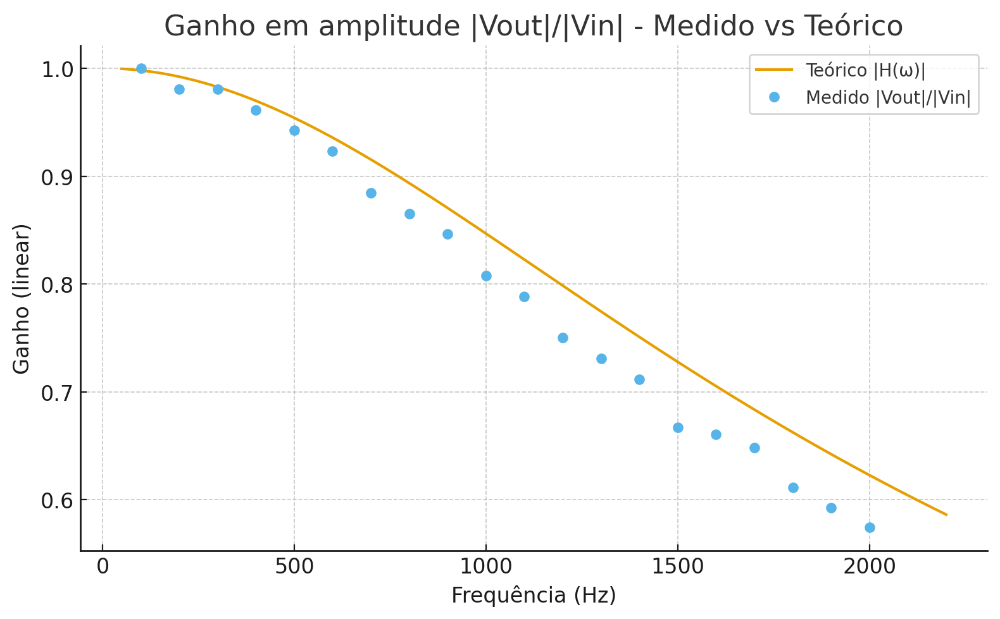 Ganho em amplitude |Vout|/|Vin| - Medido vs Teórico
Teórico |H(ω)|
Medido |Vout|/|Vin|
Ganho (linear)
1.0
0.9
0.8
0.7
0.6
0 500 1000 1500 2000
Frequência (Hz)